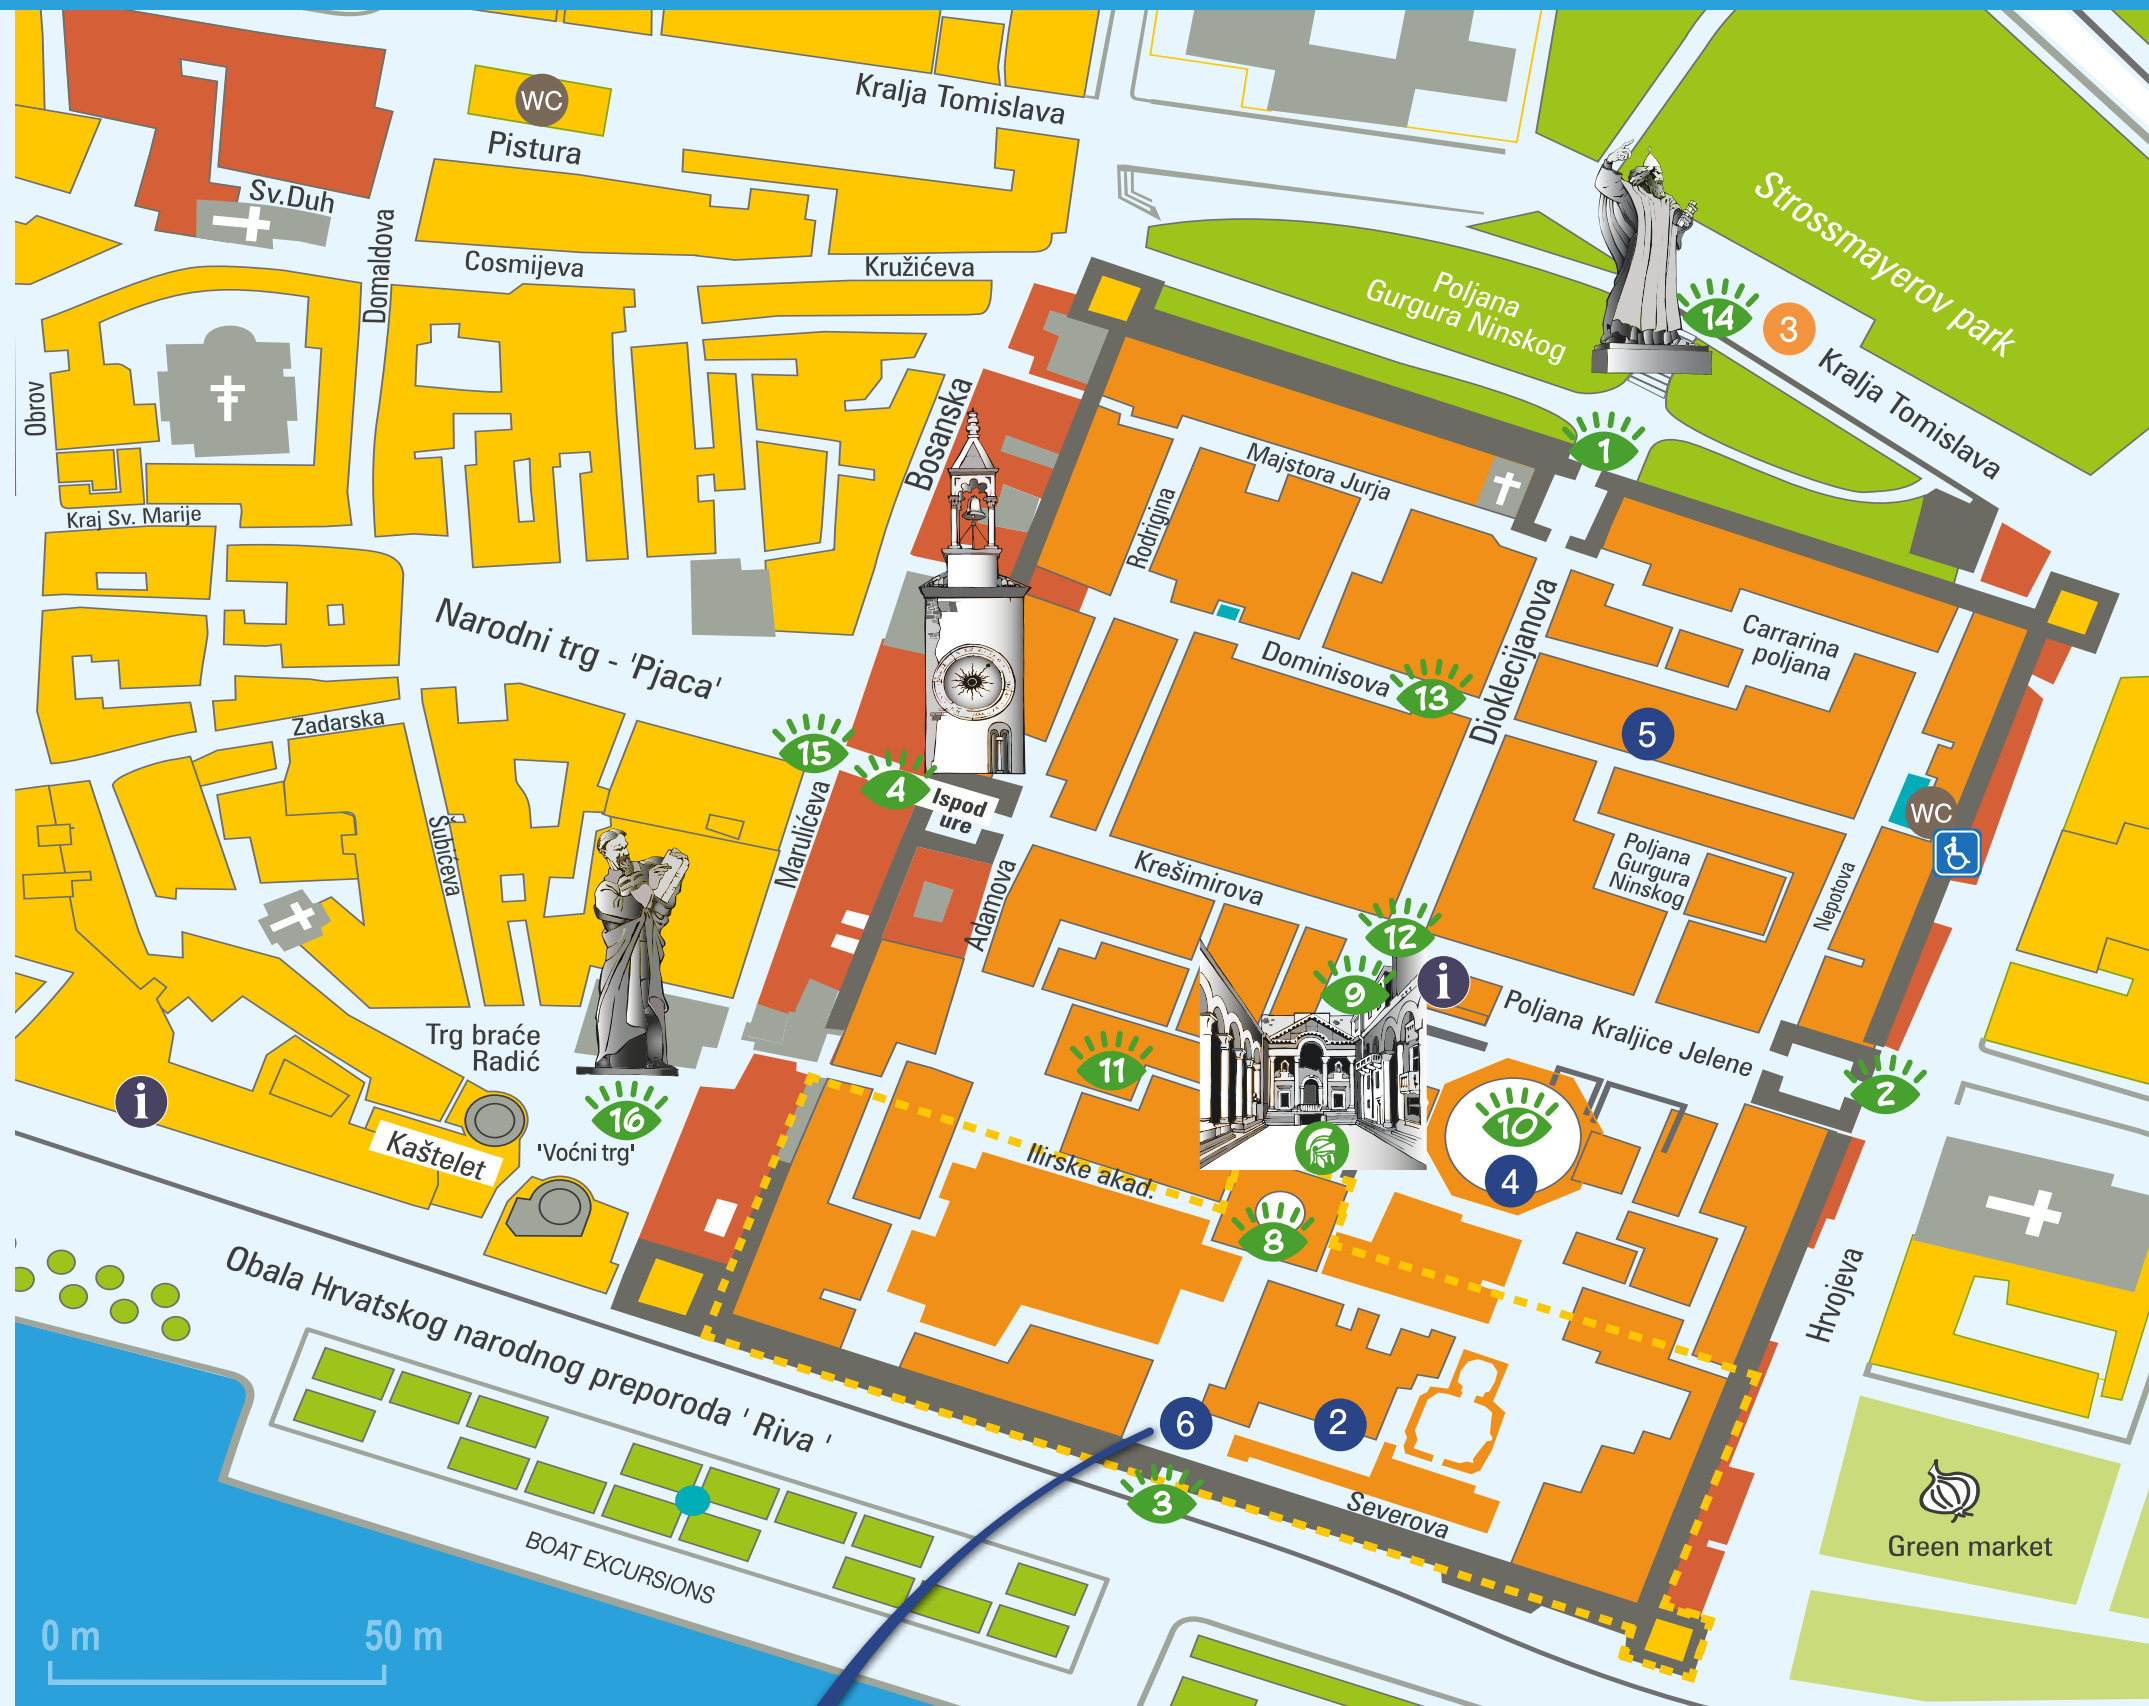 Kralja Tomislava
WC
Pistura
Sv.Duh
Domaldova
Cosmijeva
Kružićeva
Strossmayerov park
Poljana
Gurgura Ninskog
14
3
Kralja Tomislava
Obrov
Bosanska
1
Majstora Jurja
Rodrigina
Kraj Sv. Marije
Narodni trg - 'Pjaca'
Dominisova
13
Dioklecijanova
Carrarina
poljana
5
Zadarska
15
4
Ispod
ure
WC
Šubićeva
Marulićeva
Adamova
Krešimirova
Poljana
Gurgura
Ninskog
Nepotova
12
9
i
Poljana Kraljice Jelene
Trg braće
Radić
11
2
i
16
10
4
Kaštelet
'Voćni trg'
Ilirske akad.
8
Hrvojeva
Obala Hrvatskog narodnog preporoda ' Riva '
6
2
3
Severova
Green market
BOAT EXCURSIONS
0 m
50 m